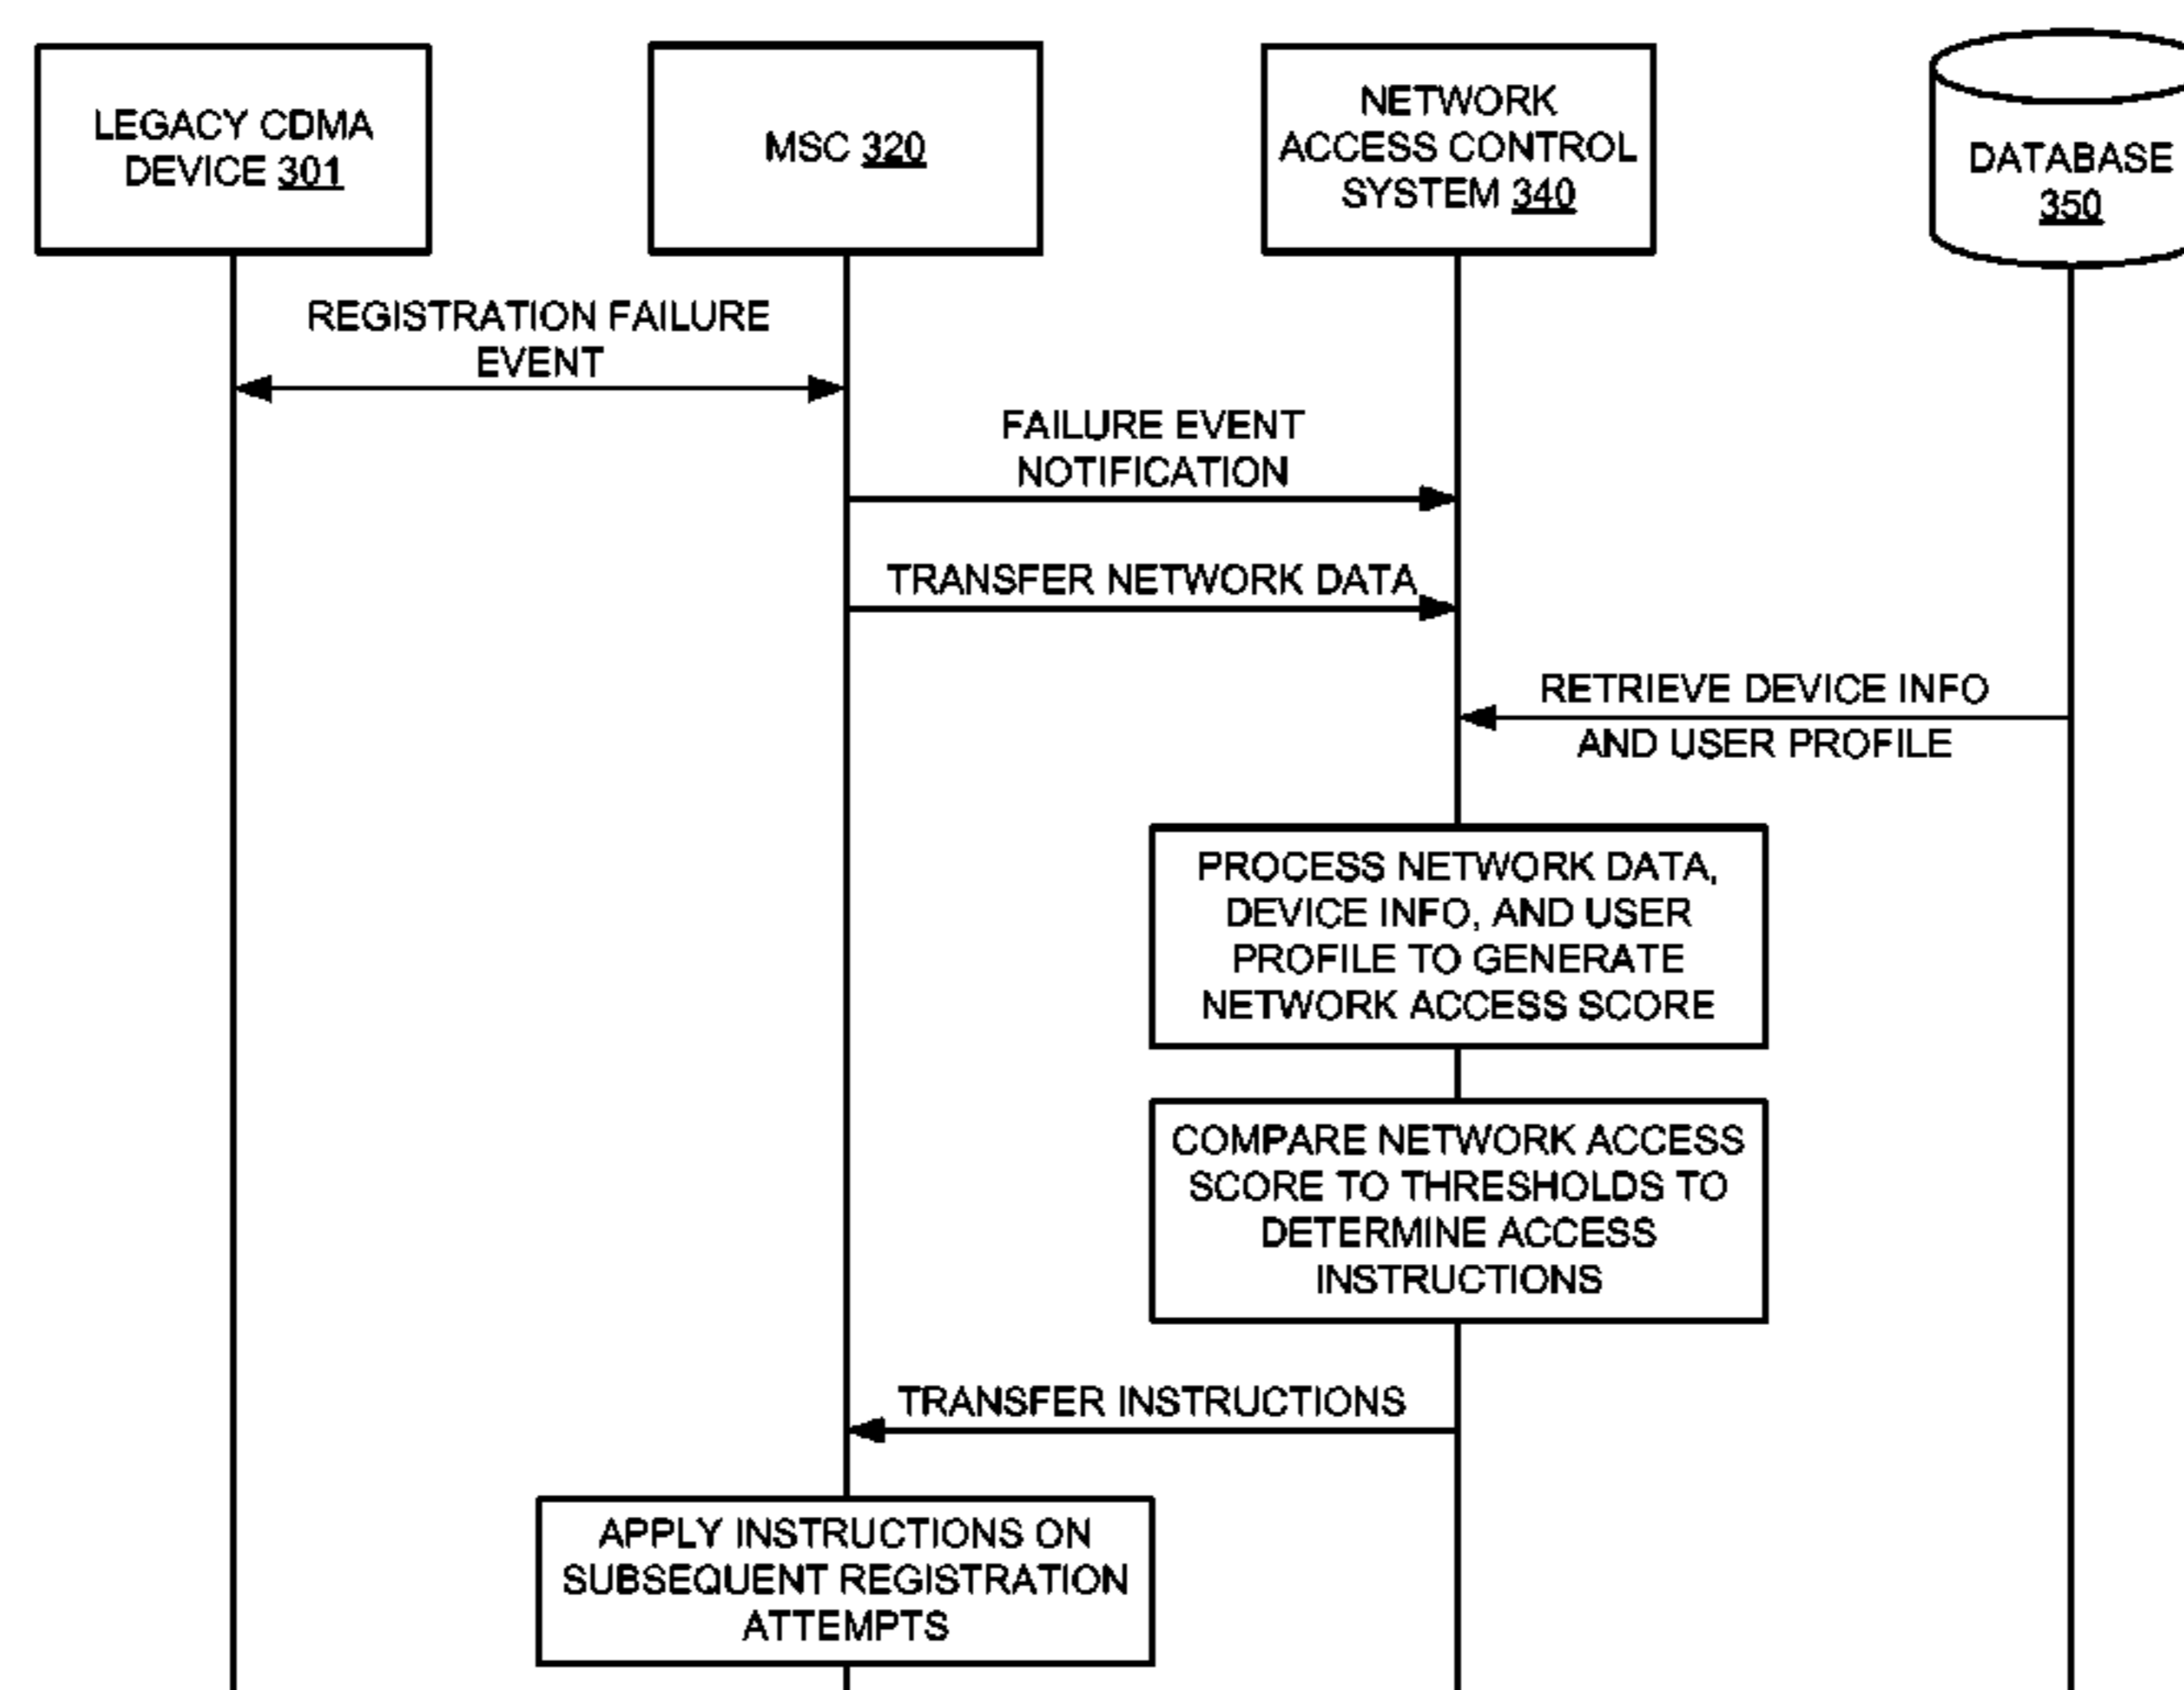 LEGACY CDMA
DEVICE 301
MSC 320
NETWORK
ACCESS CONTROL
SYSTEM 340
DATABASE
350
REGISTRATION FAILURE
EVENT
FAILURE EVENT
NOTIFICATION
TRANSFER NETWORK DATA
RETRIEVE DEVICE INFO
AND USER PROFILE
PROCESS NETWORK DATA,
DEVICE INFO, AND USER
PROFILE TO GENERATE
NETWORK ACCESS SCORE
COMPARE NETWORK ACCESS
SCORE TO THRESHOLDS TO
DETERMINE ACCESS
INSTRUCTIONS
TRANSFER INSTRUCTIONS
APPLY INSTRUCTIONS ON
SUBSEQUENT REGISTRATION
ATTEMPTS